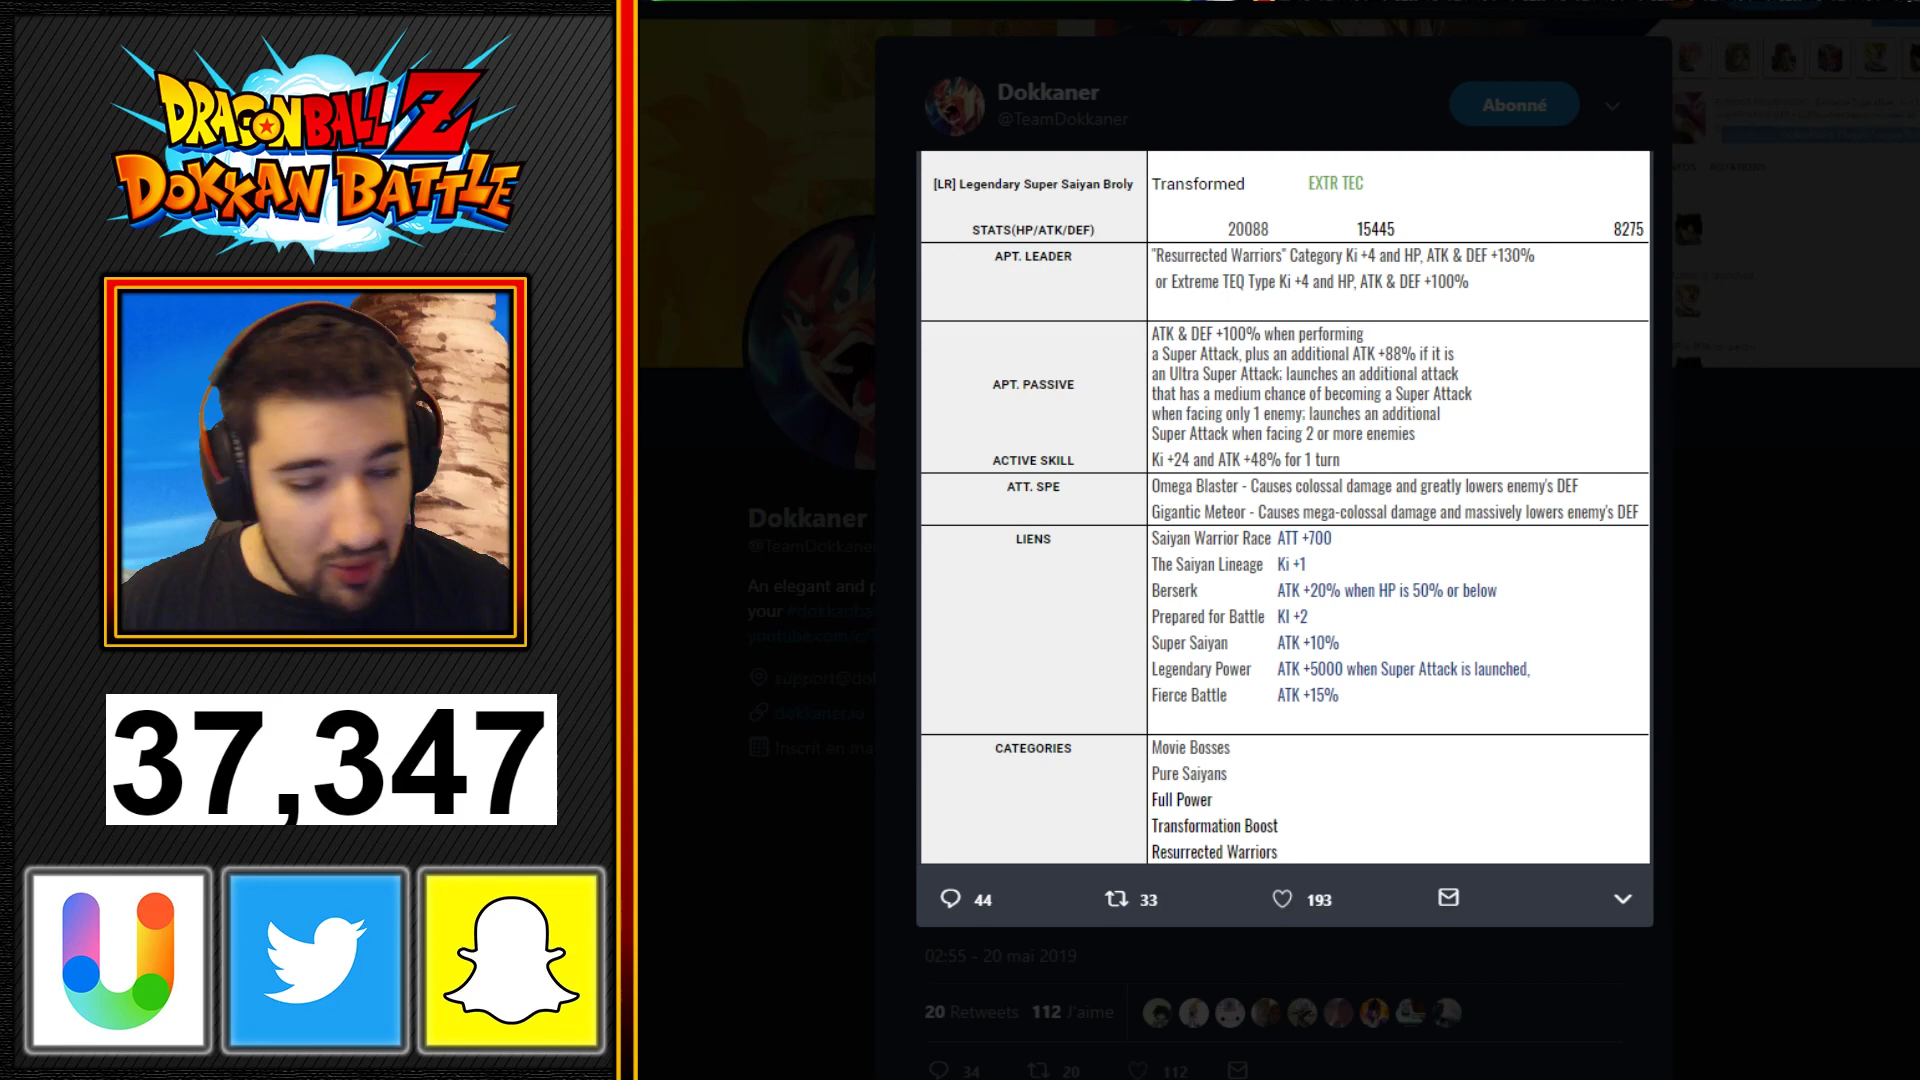 DRAGON BALL Z
DOKKAN BATTLE
37,347
Dokkaner
@TeamDokkaner
Abonné
[LR] Legendary Super Saiyan Broly Transformed EXTR TEC
STATS(HP/ATK/DEF) 20088 15445 8275
APT. LEADER
"Resurrected Warriors" Category Ki +4 and HP, ATK & DEF +130%
or Extreme TEQ Type Ki +4 and HP, ATK & DEF +100%
APT. PASSIVE
ATK & DEF +100% when performing
a Super Attack, plus an additional ATK +88% if it is
an Ultra Super Attack; launches an additional attack
that has a medium chance of becoming a Super Attack
when facing only 1 enemy; launches an additional
Super Attack when facing 2 or more enemies
ACTIVE SKILL Ki +24 and ATK +48% for 1 turn
ATT. SPE Omega Blaster - Causes colossal damage and greatly lowers enemy's DEF
Gigantic Meteor - Causes mega-colossal damage and massively lowers enemy's DEF
LIENS Saiyan Warrior Race ATT +700
The Saiyan Lineage Ki +1
Berserk ATK +20% when HP is 50% or below
Prepared for Battle KI +2
Super Saiyan ATK +10%
Legendary Power ATK +5000 when Super Attack is launched,
Fierce Battle ATK +15%
CATEGORIES Movie Bosses
Pure Saiyans
Full Power
Transformation Boost
Resurrected Warriors
44 33 193
02:55 - 20 mai 2019
20 Retweets 112 J'aime
34 20 112
Dokkaner
@TeamDokkaner
An elegant and
your
dokkaner.io
Inscrit en